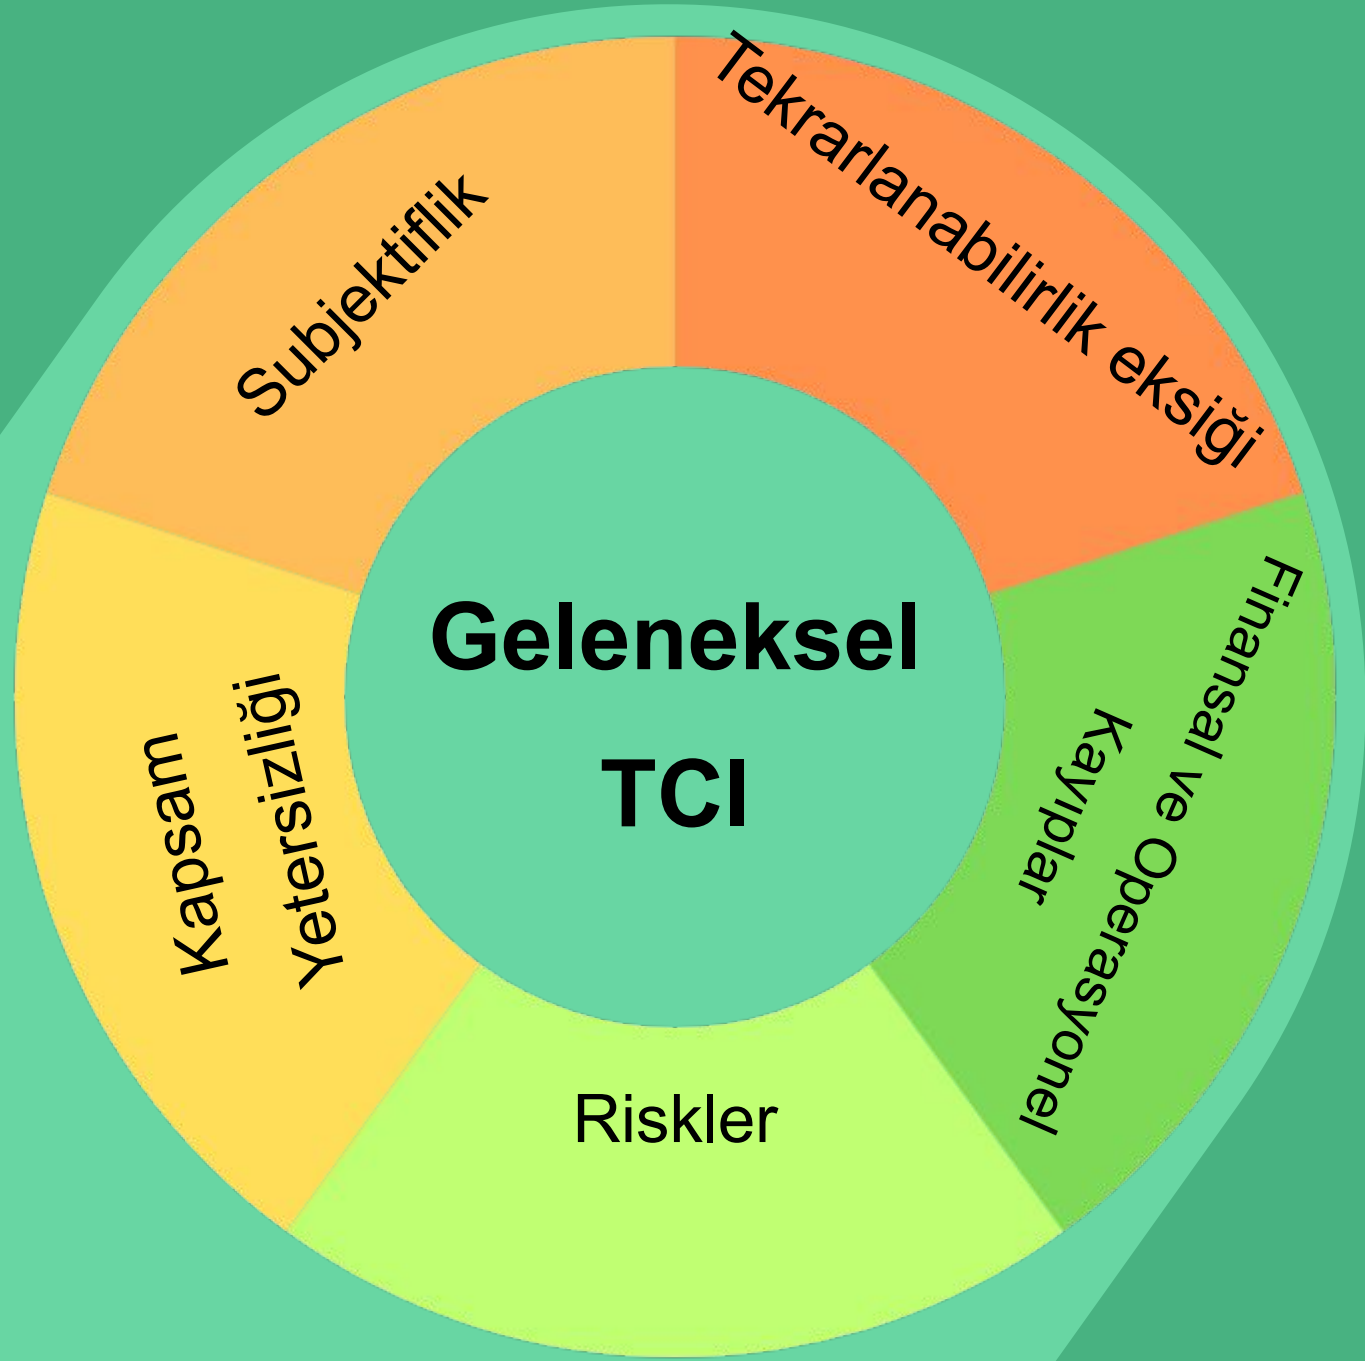 Geleneksel
TCI
Tekrarlanabilirlik eksiği
Finansal ve Operasyonel
Kayıplar
Riskler
Kapsam
Yetersizliği
Subjektiflik